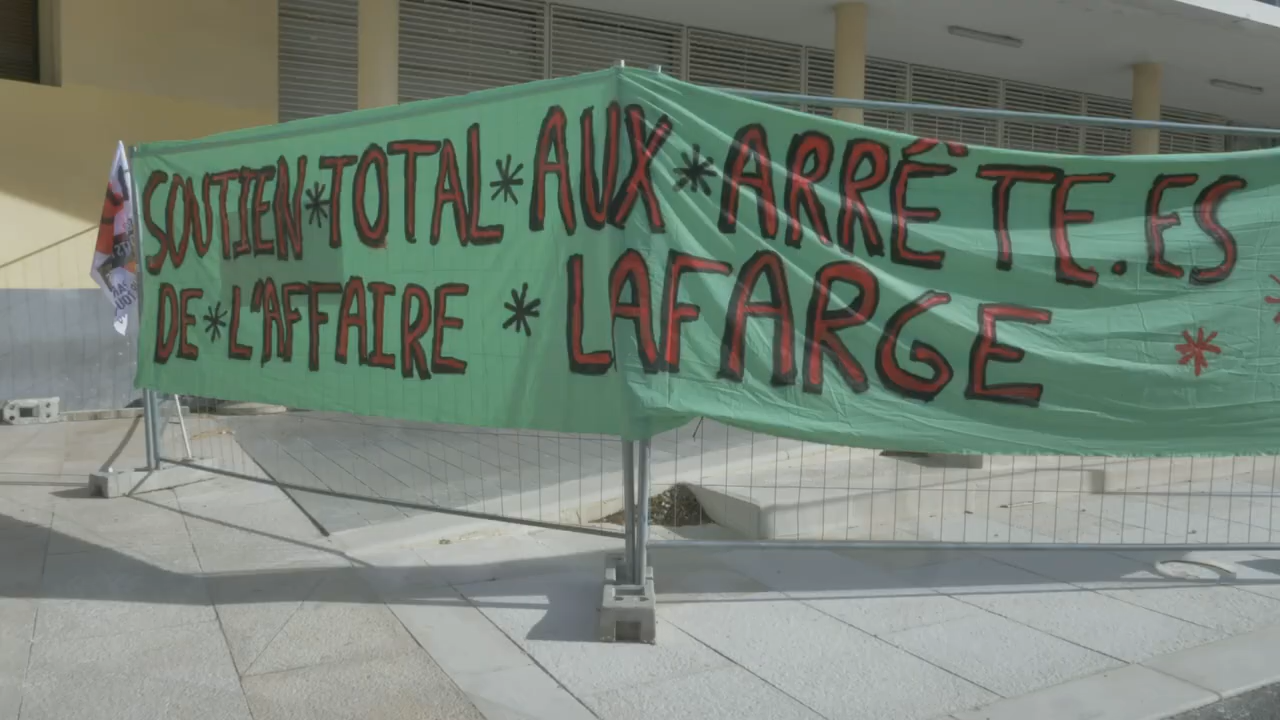 SOUTIEN * TOTAL * AUX * ARRÊTE.ES
DE * L'AFFAIRE * LAFARGE